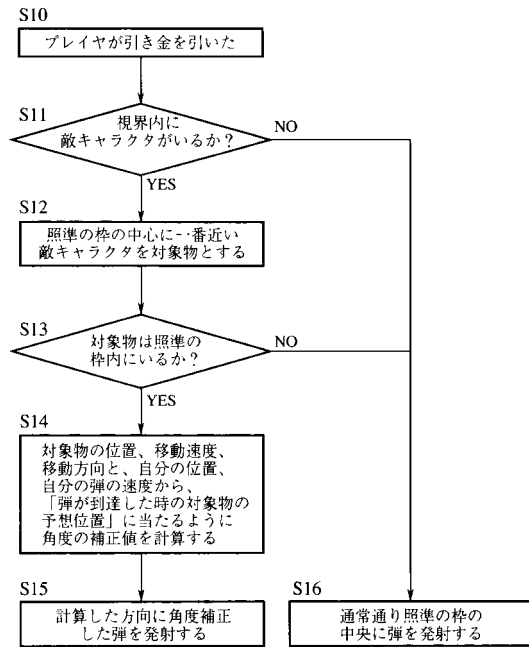 S10
プレイヤが引き金を引いた
S11
視界内に
敵キャラクタがいるか？
NO
YES
S12
照準の枠の中心に一番近い
敵キャラクタを対象物とする
S13
対象物は照準の
枠内にいるか？
NO
YES
S14
対象物の位置、移動速度、
移動方向と、自分の位置、
自分の弾の速度から、
「弾が到達した時の対象物の
予想位置」に当たるように
角度の補正値を計算する
S15
計算した方向に角度補正
した弾を発射する
S16
通常通り照準の枠の
中央に弾を発射する